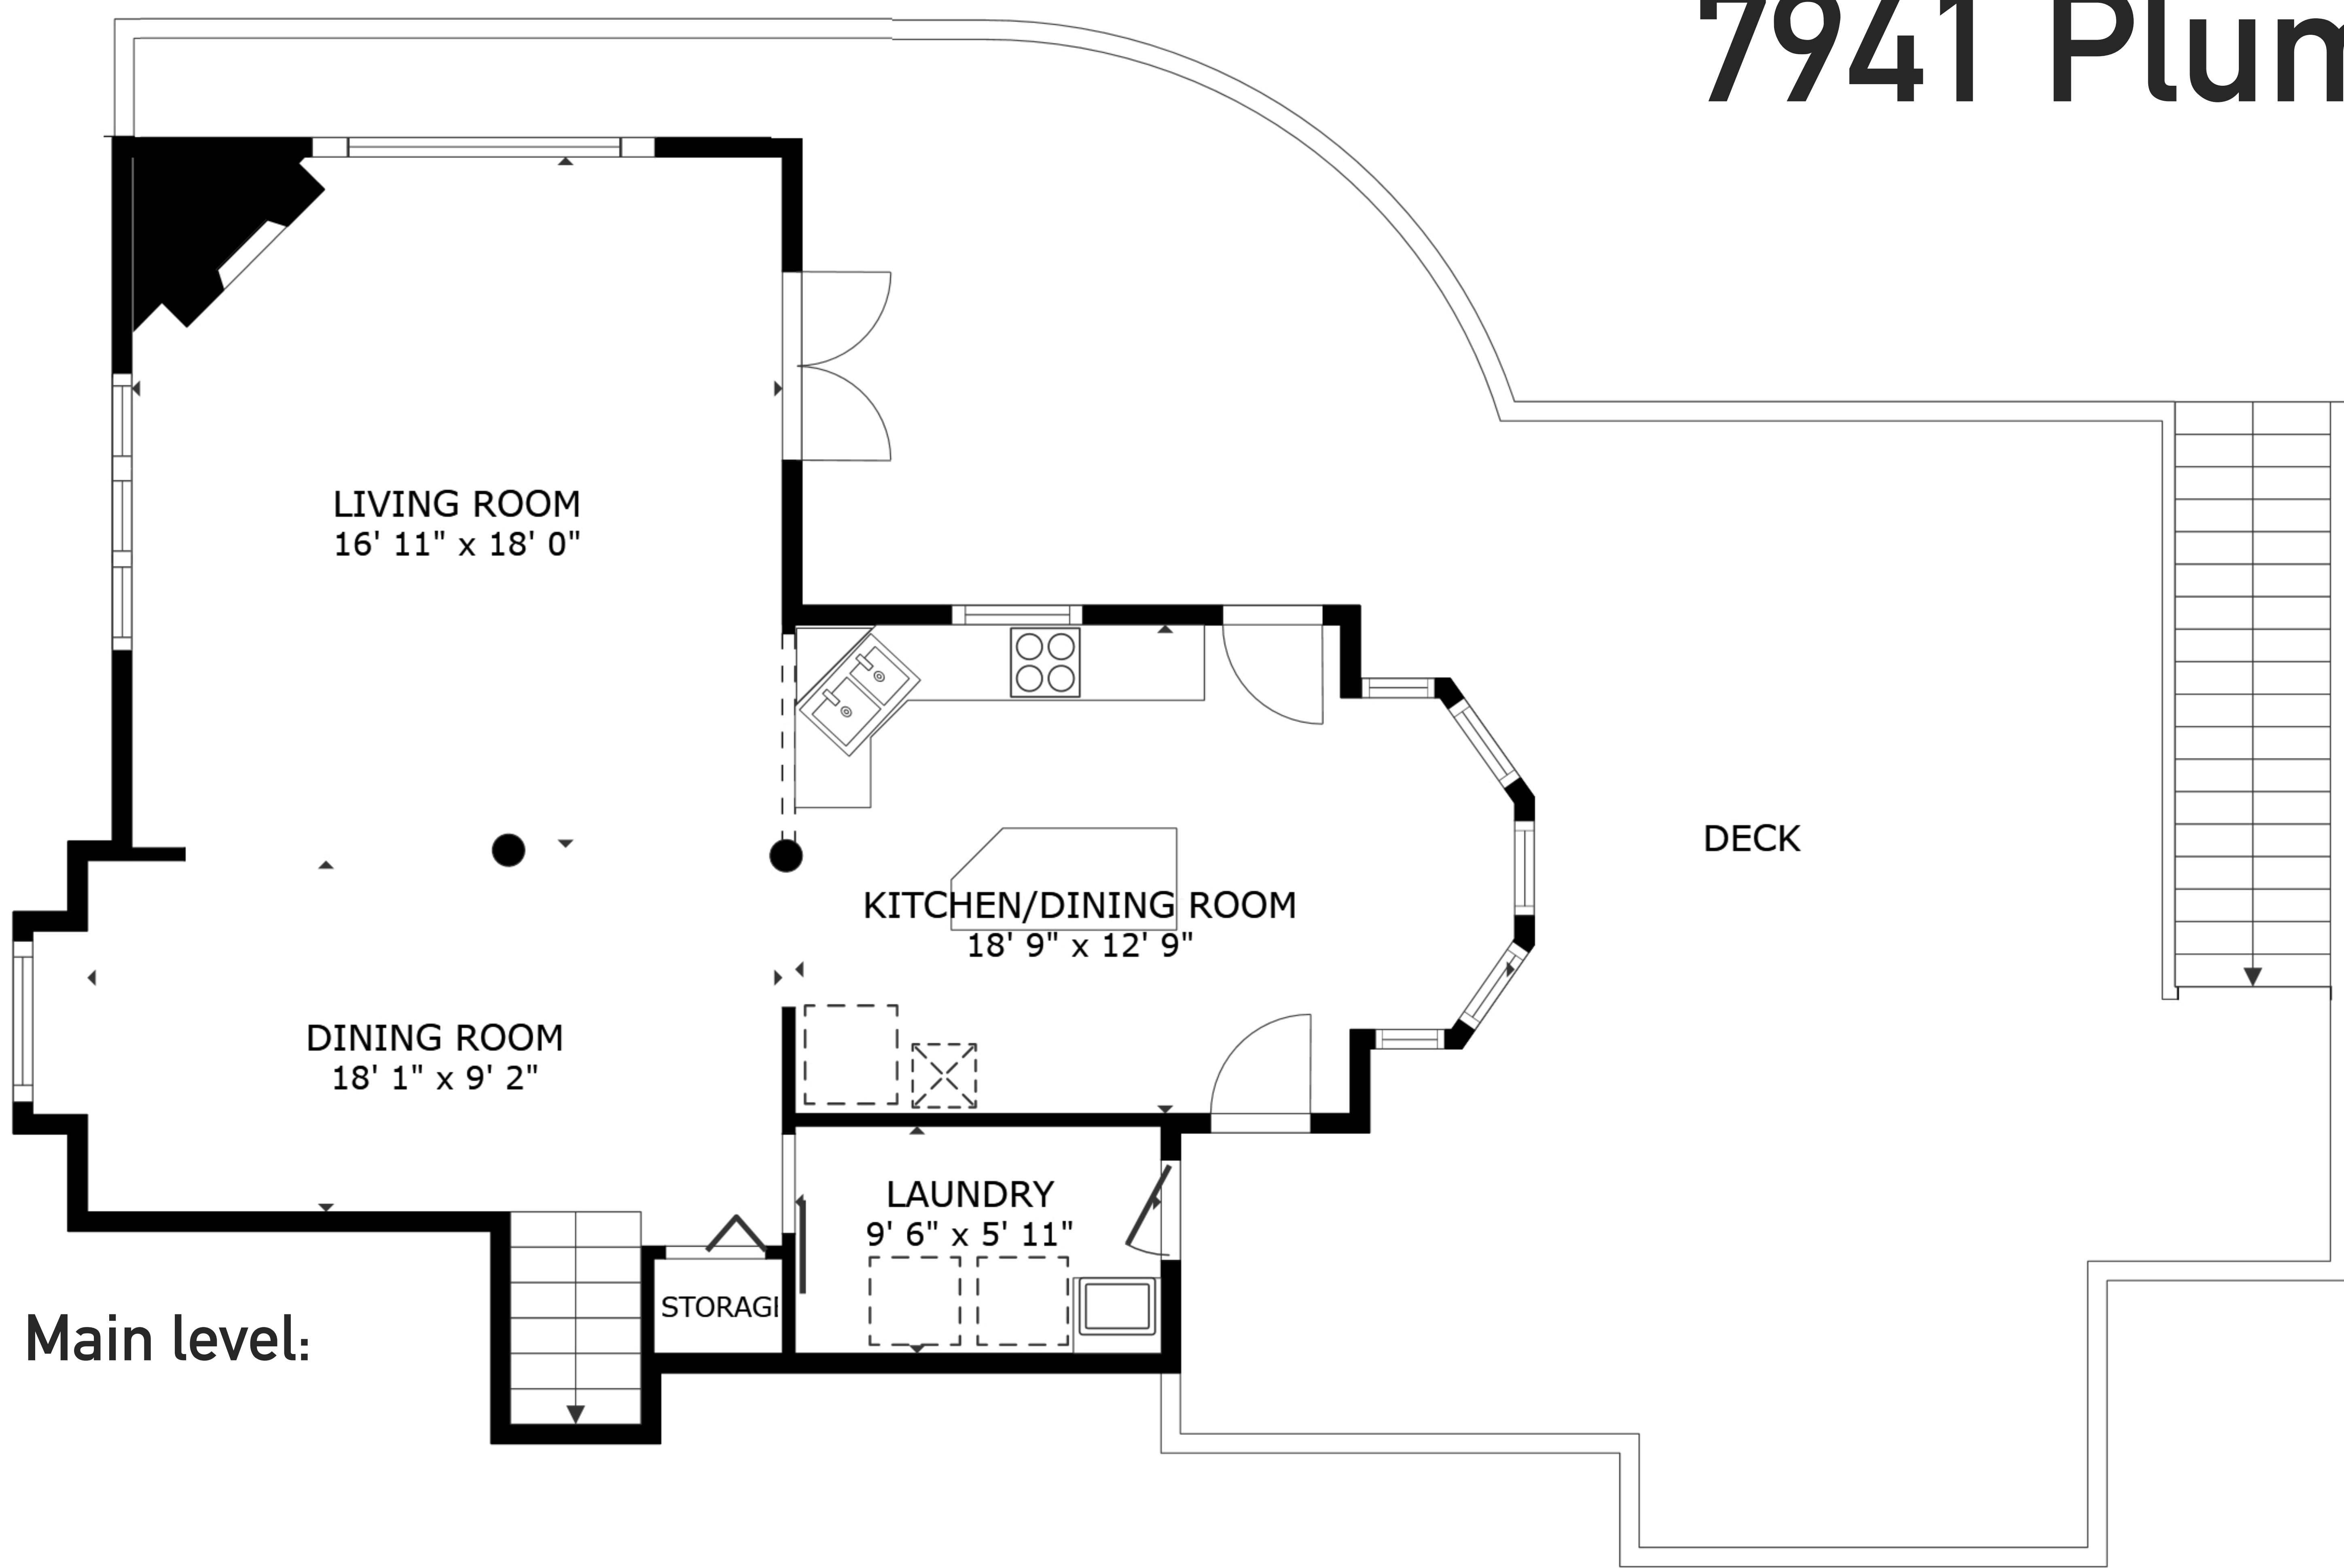 7941 Plum
LIVING ROOM
16' 11" x 18' 0"
DECK
KITCHEN/DINING ROOM
18' 9" x 12' 9"
DINING ROOM
18' 1" x 9' 2"
LAUNDRY
9' 6" x 5' 11"
STORAG
Main level: